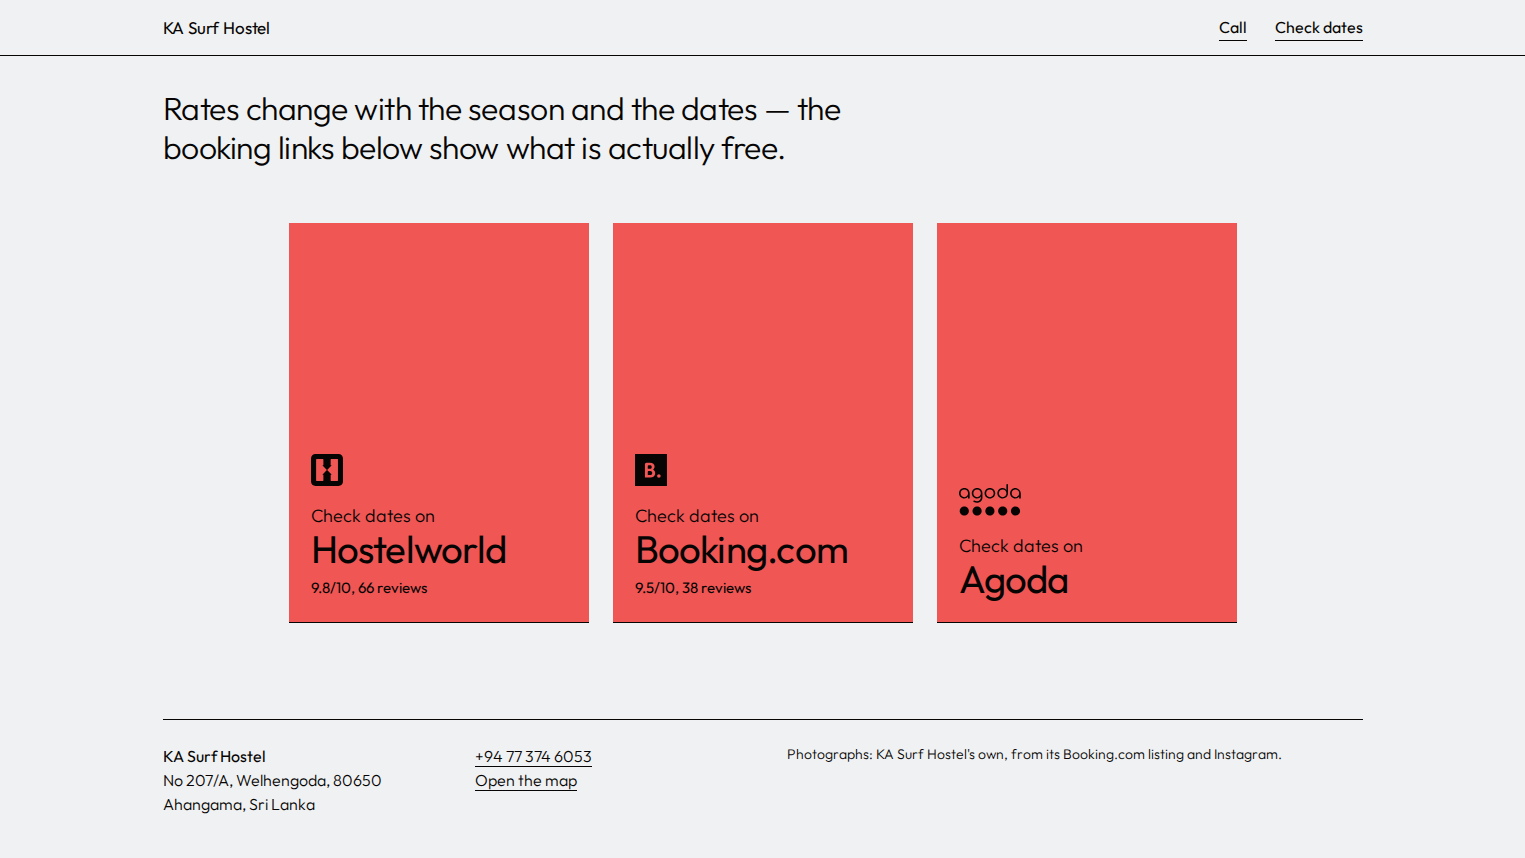 KA Surf Hostel
Call
Check dates
Rates change with the season and the dates — the
booking links below show what is actually free.
H
Check dates on
Hostelworld
9.8/10, 66 reviews
B.
Check dates on
Booking.com
9.5/10, 38 reviews
agoda
Check dates on
Agoda
KA Surf Hostel
No 207/A, Welhengoda, 80650
Ahangama, Sri Lanka
+94 77 374 6053
Open the map
Photographs: KA Surf Hostel's own, from its Booking.com listing and Instagram.